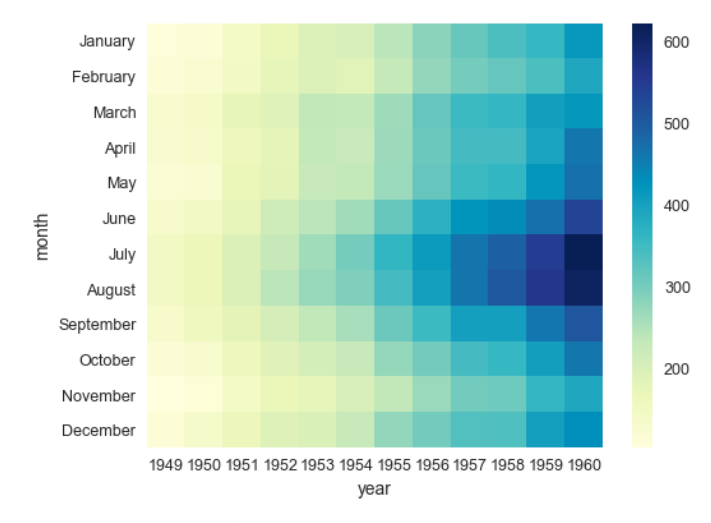 January
February
March
April
May
June
July
August
September
October
November
December
month
1949 1950 1951 1952 1953 1954 1955 1956 1957 1958 1959 1960
year
600
500
400
300
200